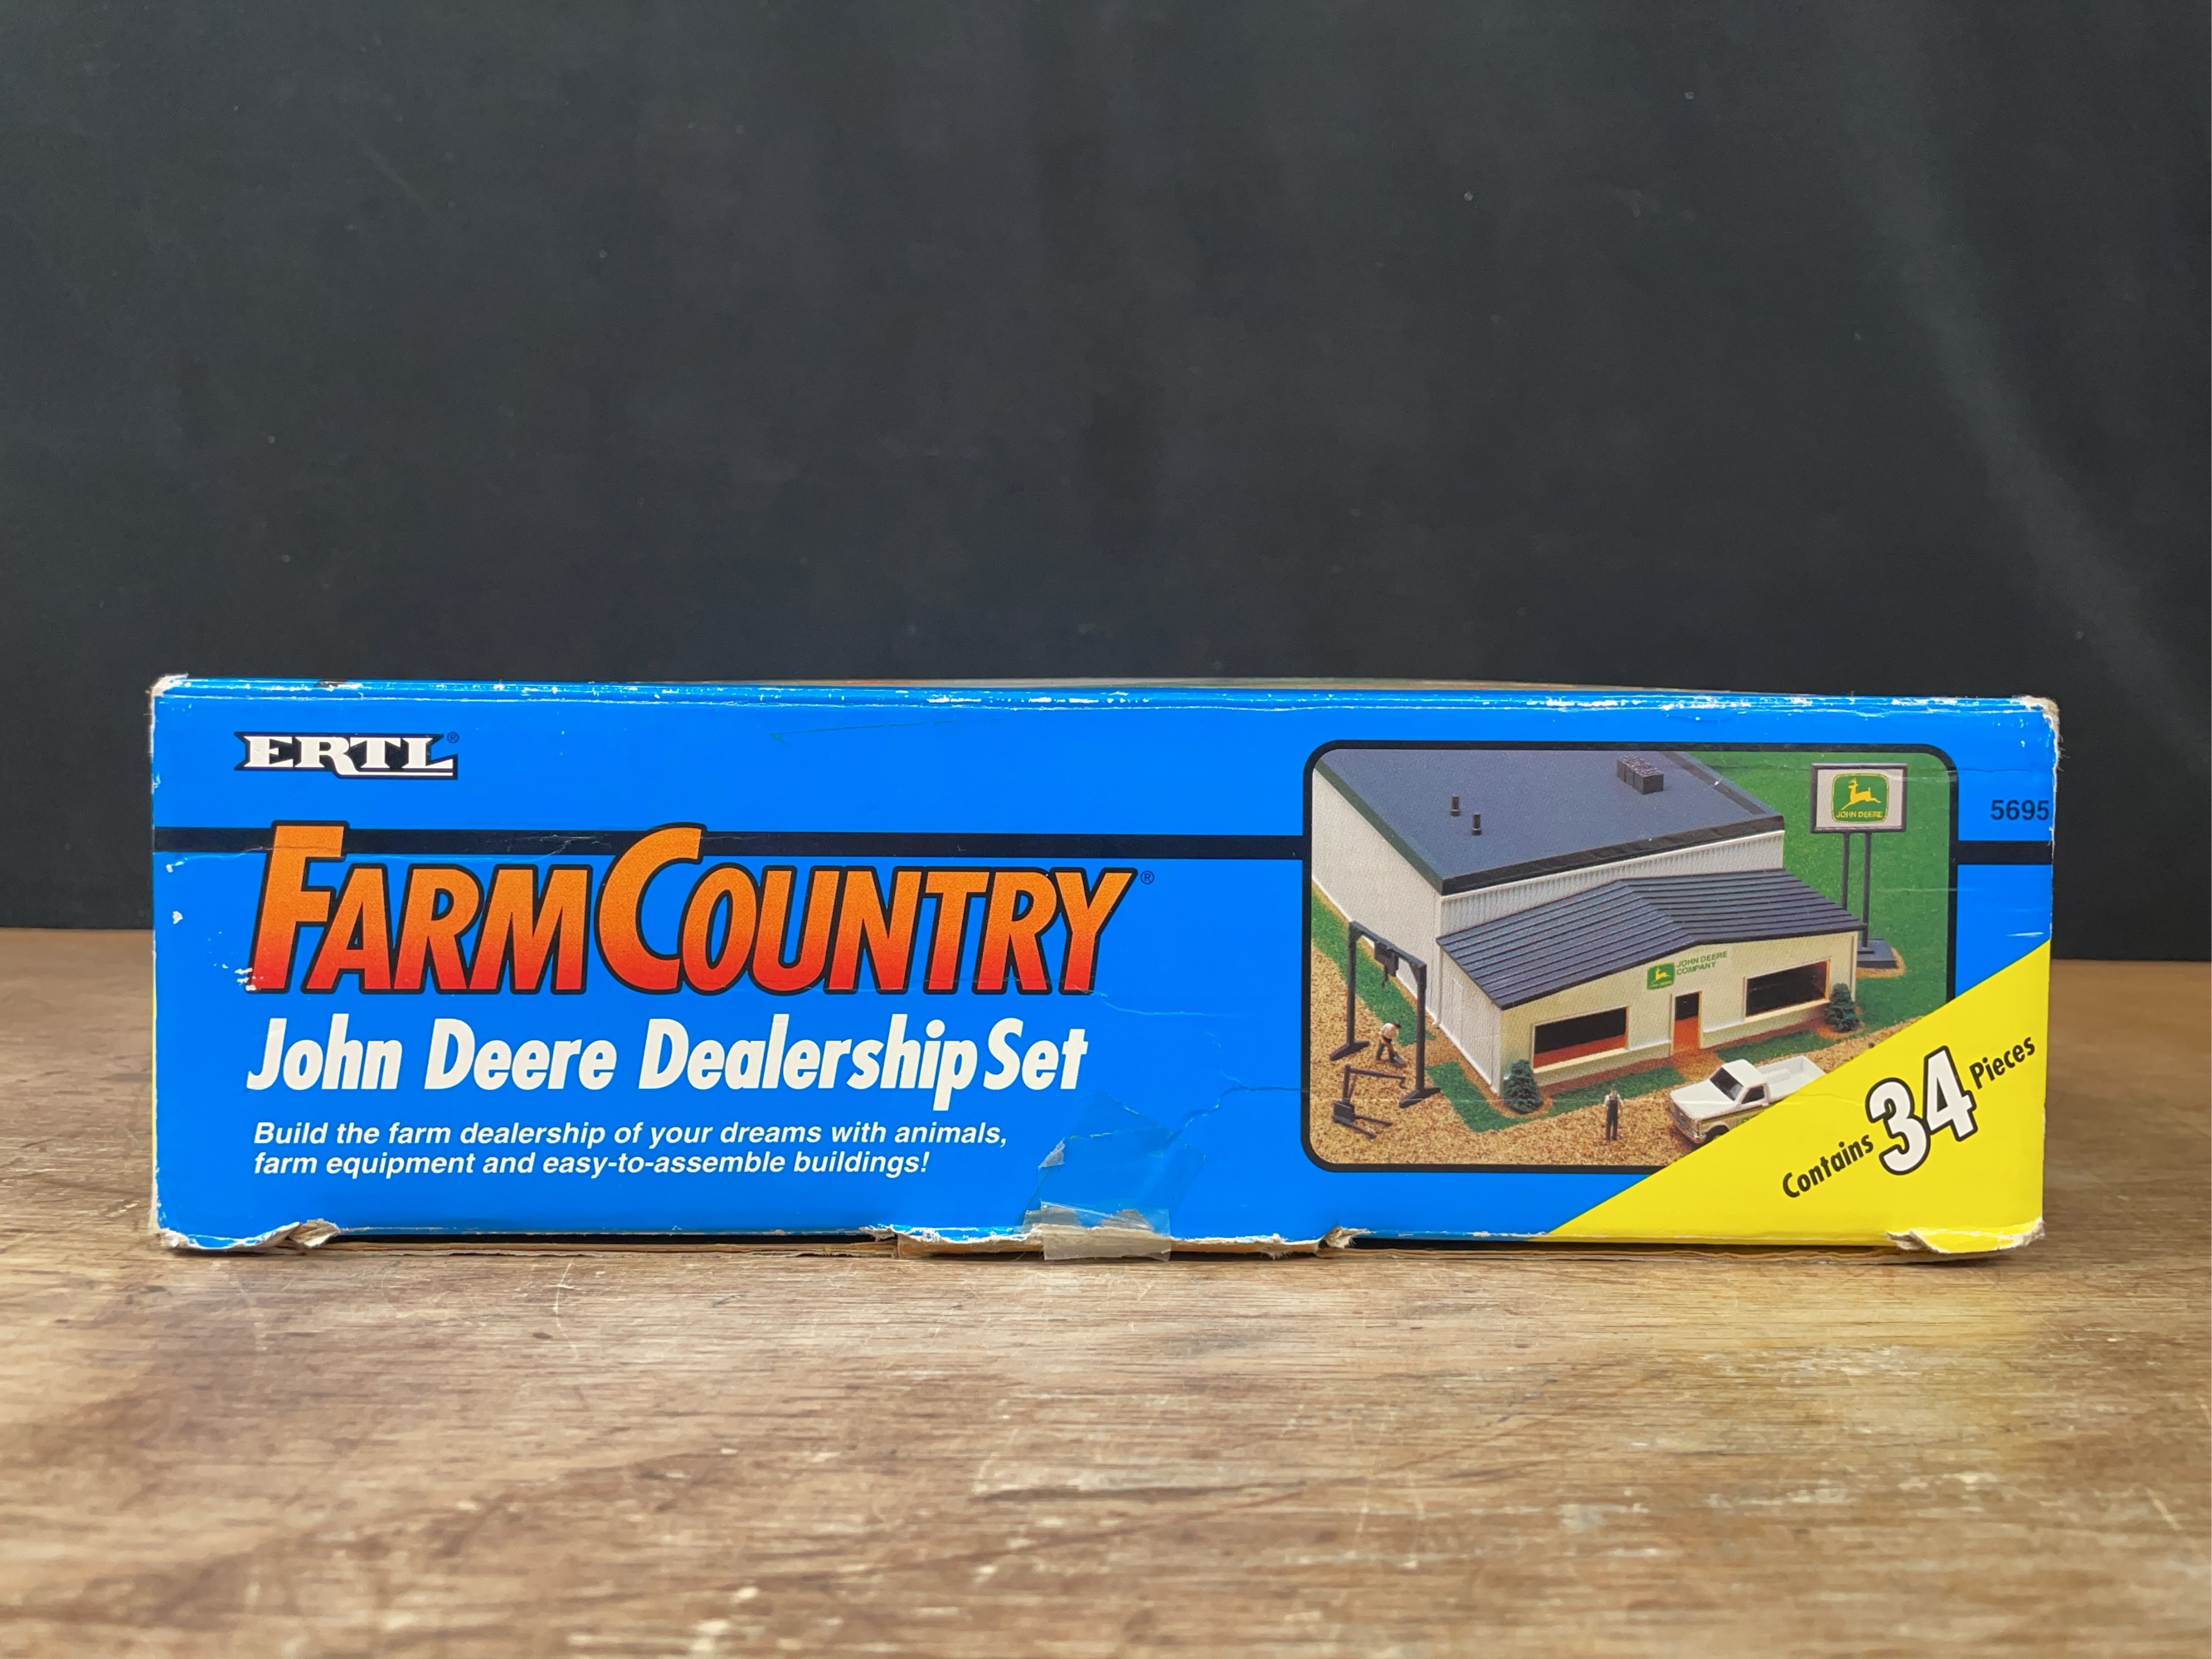 ERTL®
FARM COUNTRY®
John Deere Dealership Set
Build the farm dealership of your dreams with animals,
farm equipment and easy-to-assemble buildings!
JOHN DEERE
JOHN DEERE
COMPANY
5695
Contains 34 Pieces